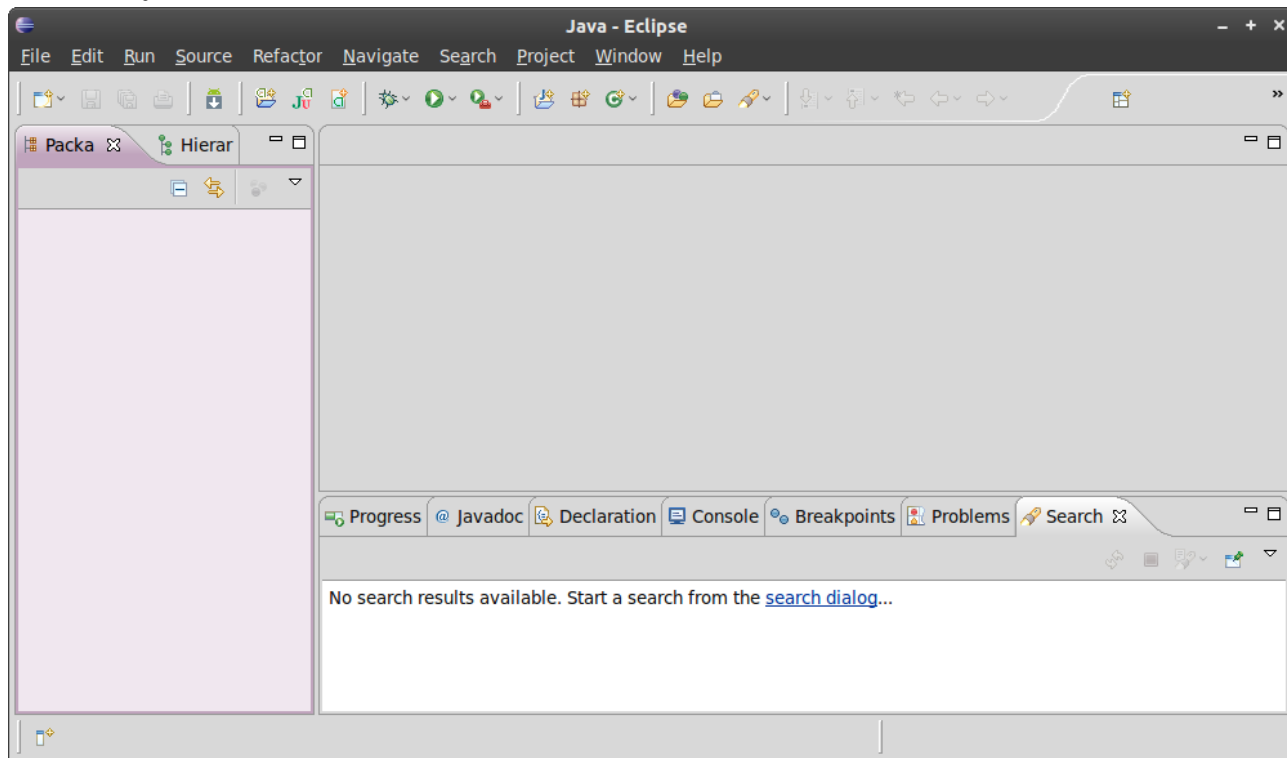 Java - Eclipse
File Edit Run Source Refactor Navigate Search Project Window Help
Packa Hierar
Progress @ Javadoc Declaration Console Breakpoints Problems Search
No search results available. Start a search from the search dialog...